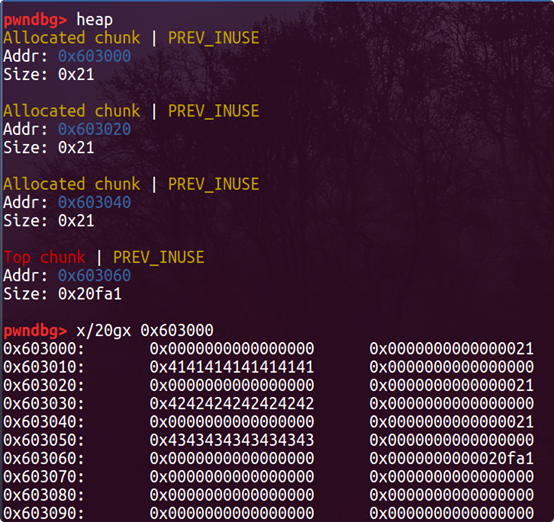 pwndbg> heap
Allocated chunk | PREV_INUSE
Addr: 0x603000
Size: 0x21
Allocated chunk | PREV_INUSE
Addr: 0x603020
Size: 0x21
Allocated chunk | PREV_INUSE
Addr: 0x603040
Size: 0x21
Top chunk | PREV_INUSE
Addr: 0x603060
Size: 0x20fa1
pwndbg> x/20gx 0x603000
0x603000: 0x0000000000000000 0x0000000000000021
0x603010: 0x4141414141414141 0x0000000000000000
0x603020: 0x0000000000000000 0x0000000000000021
0x603030: 0x4242424242424242 0x0000000000000000
0x603040: 0x0000000000000000 0x0000000000000021
0x603050: 0x4343434343434343 0x0000000000000000
0x603060: 0x0000000000000000 0x0000000000020fa1
0x603070: 0x0000000000000000 0x0000000000000000
0x603080: 0x0000000000000000 0x0000000000000000
0x603090: 0x0000000000000000 0x0000000000000000